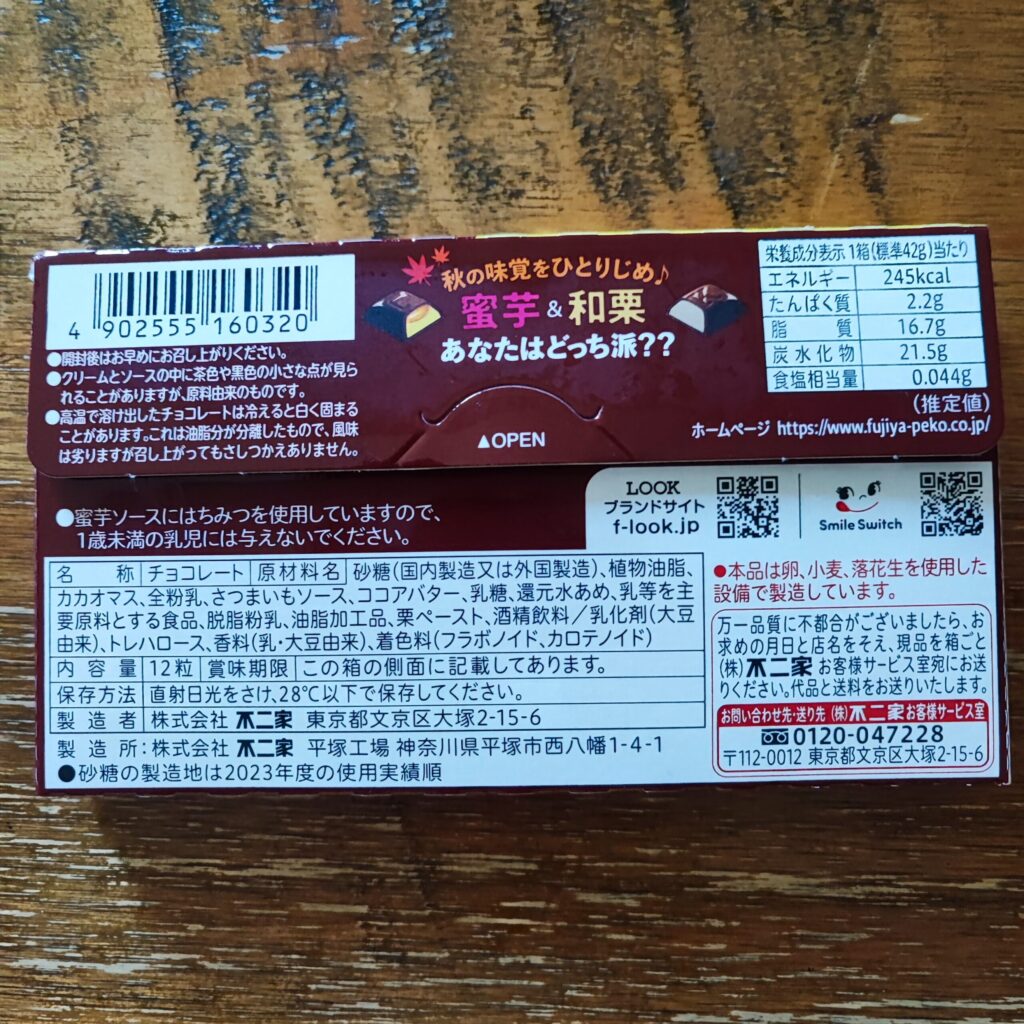 4 902555 160320
●開封後はお早めにお召し上がりください。
●クリームとソースの中に茶色や黒色の小さな点が見ら
れることがありますが、原料由来のものです。
●高温で溶け出したチョコレートは冷えると白く固まる
ことがあります。これは油脂分が分離したもので、風味
は劣りますが召し上がってもさしつかえありません。
秋の味覚をひとりじめ♪
蜜芋&和栗
あなたはどっち派??
▲OPEN
栄養成分表示 1箱(標準42g)当たり
エネルギー 245kcal
たんぱく質 2.2g
脂質 16.7g
炭水化物 21.5g
食塩相当量 0.044g
(推定値)
ホームページ https://www.fujiya-peko.co.jp/
●蜜芋ソースにはちみつを使用していますので、
1歳未満の乳児には与えないでください。
LOOK
ブランドサイト
f-look.jp
Smile Switch
名称 チョコレート 原材料名 砂糖(国内製造又は外国製造)、植物油脂、
カカオマス、全粉乳、さつまいもソース、ココアバター、乳糖、還元水あめ、乳等を主
要原料とする食品、脱脂粉乳、油脂加工品、栗ペースト、酒精飲料/乳化剤(大豆
由来)、トレハロース、香料(乳・大豆由来)、着色料(フラボノイド、カロテノイド)
内容量 12粒 賞味期限 この箱の側面に記載してあります。
保存方法 直射日光をさけ、28℃以下で保存してください。
製造者 株式会社 不二家 東京都文京区大塚2-15-6
製造所:株式会社 不二家 平塚工場 神奈川県平塚市西八幡1-4-1
●砂糖の製造地は2023年度の使用実績順
●本品は卵、小麦、落花生を使用した
設備で製造しています。
万一品質に不都合がございましたら、お
求めの月日と店名をそえ、現品を箱ごと
(株)不二家 お客様サービス室宛にお送
りください。代品と送料をお送りいたします。
お問い合わせ先・送り先 (株)不二家お客様サービス室
0120-047228
〒112-0012 東京都文京区大塚2-15-6